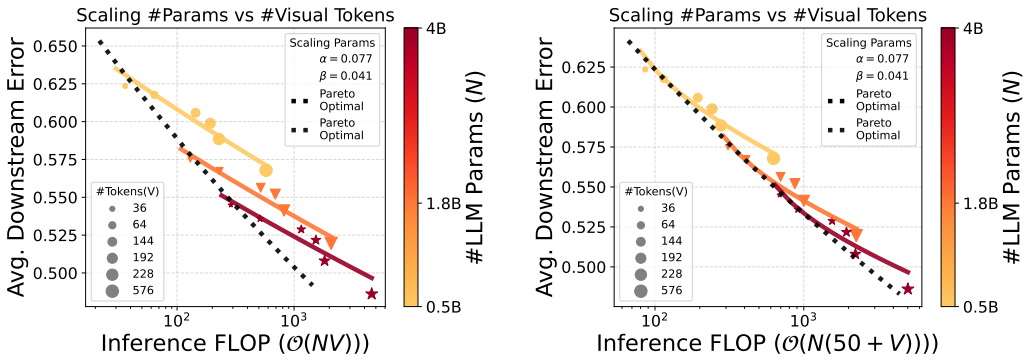 Scaling #Params vs #Visual Tokens
Avg. Downstream Error
0.650
0.625
0.600
0.575
0.550
0.525
0.500
Scaling Params
α = 0.077
β = 0.041
Pareto
Optimal
Pareto
Optimal
#Tokens(V)
36
64
144
192
228
576
10²
10³
Inference FLOP (𝒪(NV)))
4B
1.8B
0.5B
#LLM Params (N)
Scaling #Params vs #Visual Tokens
Avg. Downstream Error
0.625
0.600
0.575
0.550
0.525
0.500
Scaling Params
α = 0.077
β = 0.041
Pareto
Optimal
Pareto
Optimal
#Tokens(V)
36
64
144
192
228
576
10²
10³
Inference FLOP (𝒪(N(50 + V))))
4B
1.8B
0.5B
#LLM Params (N)